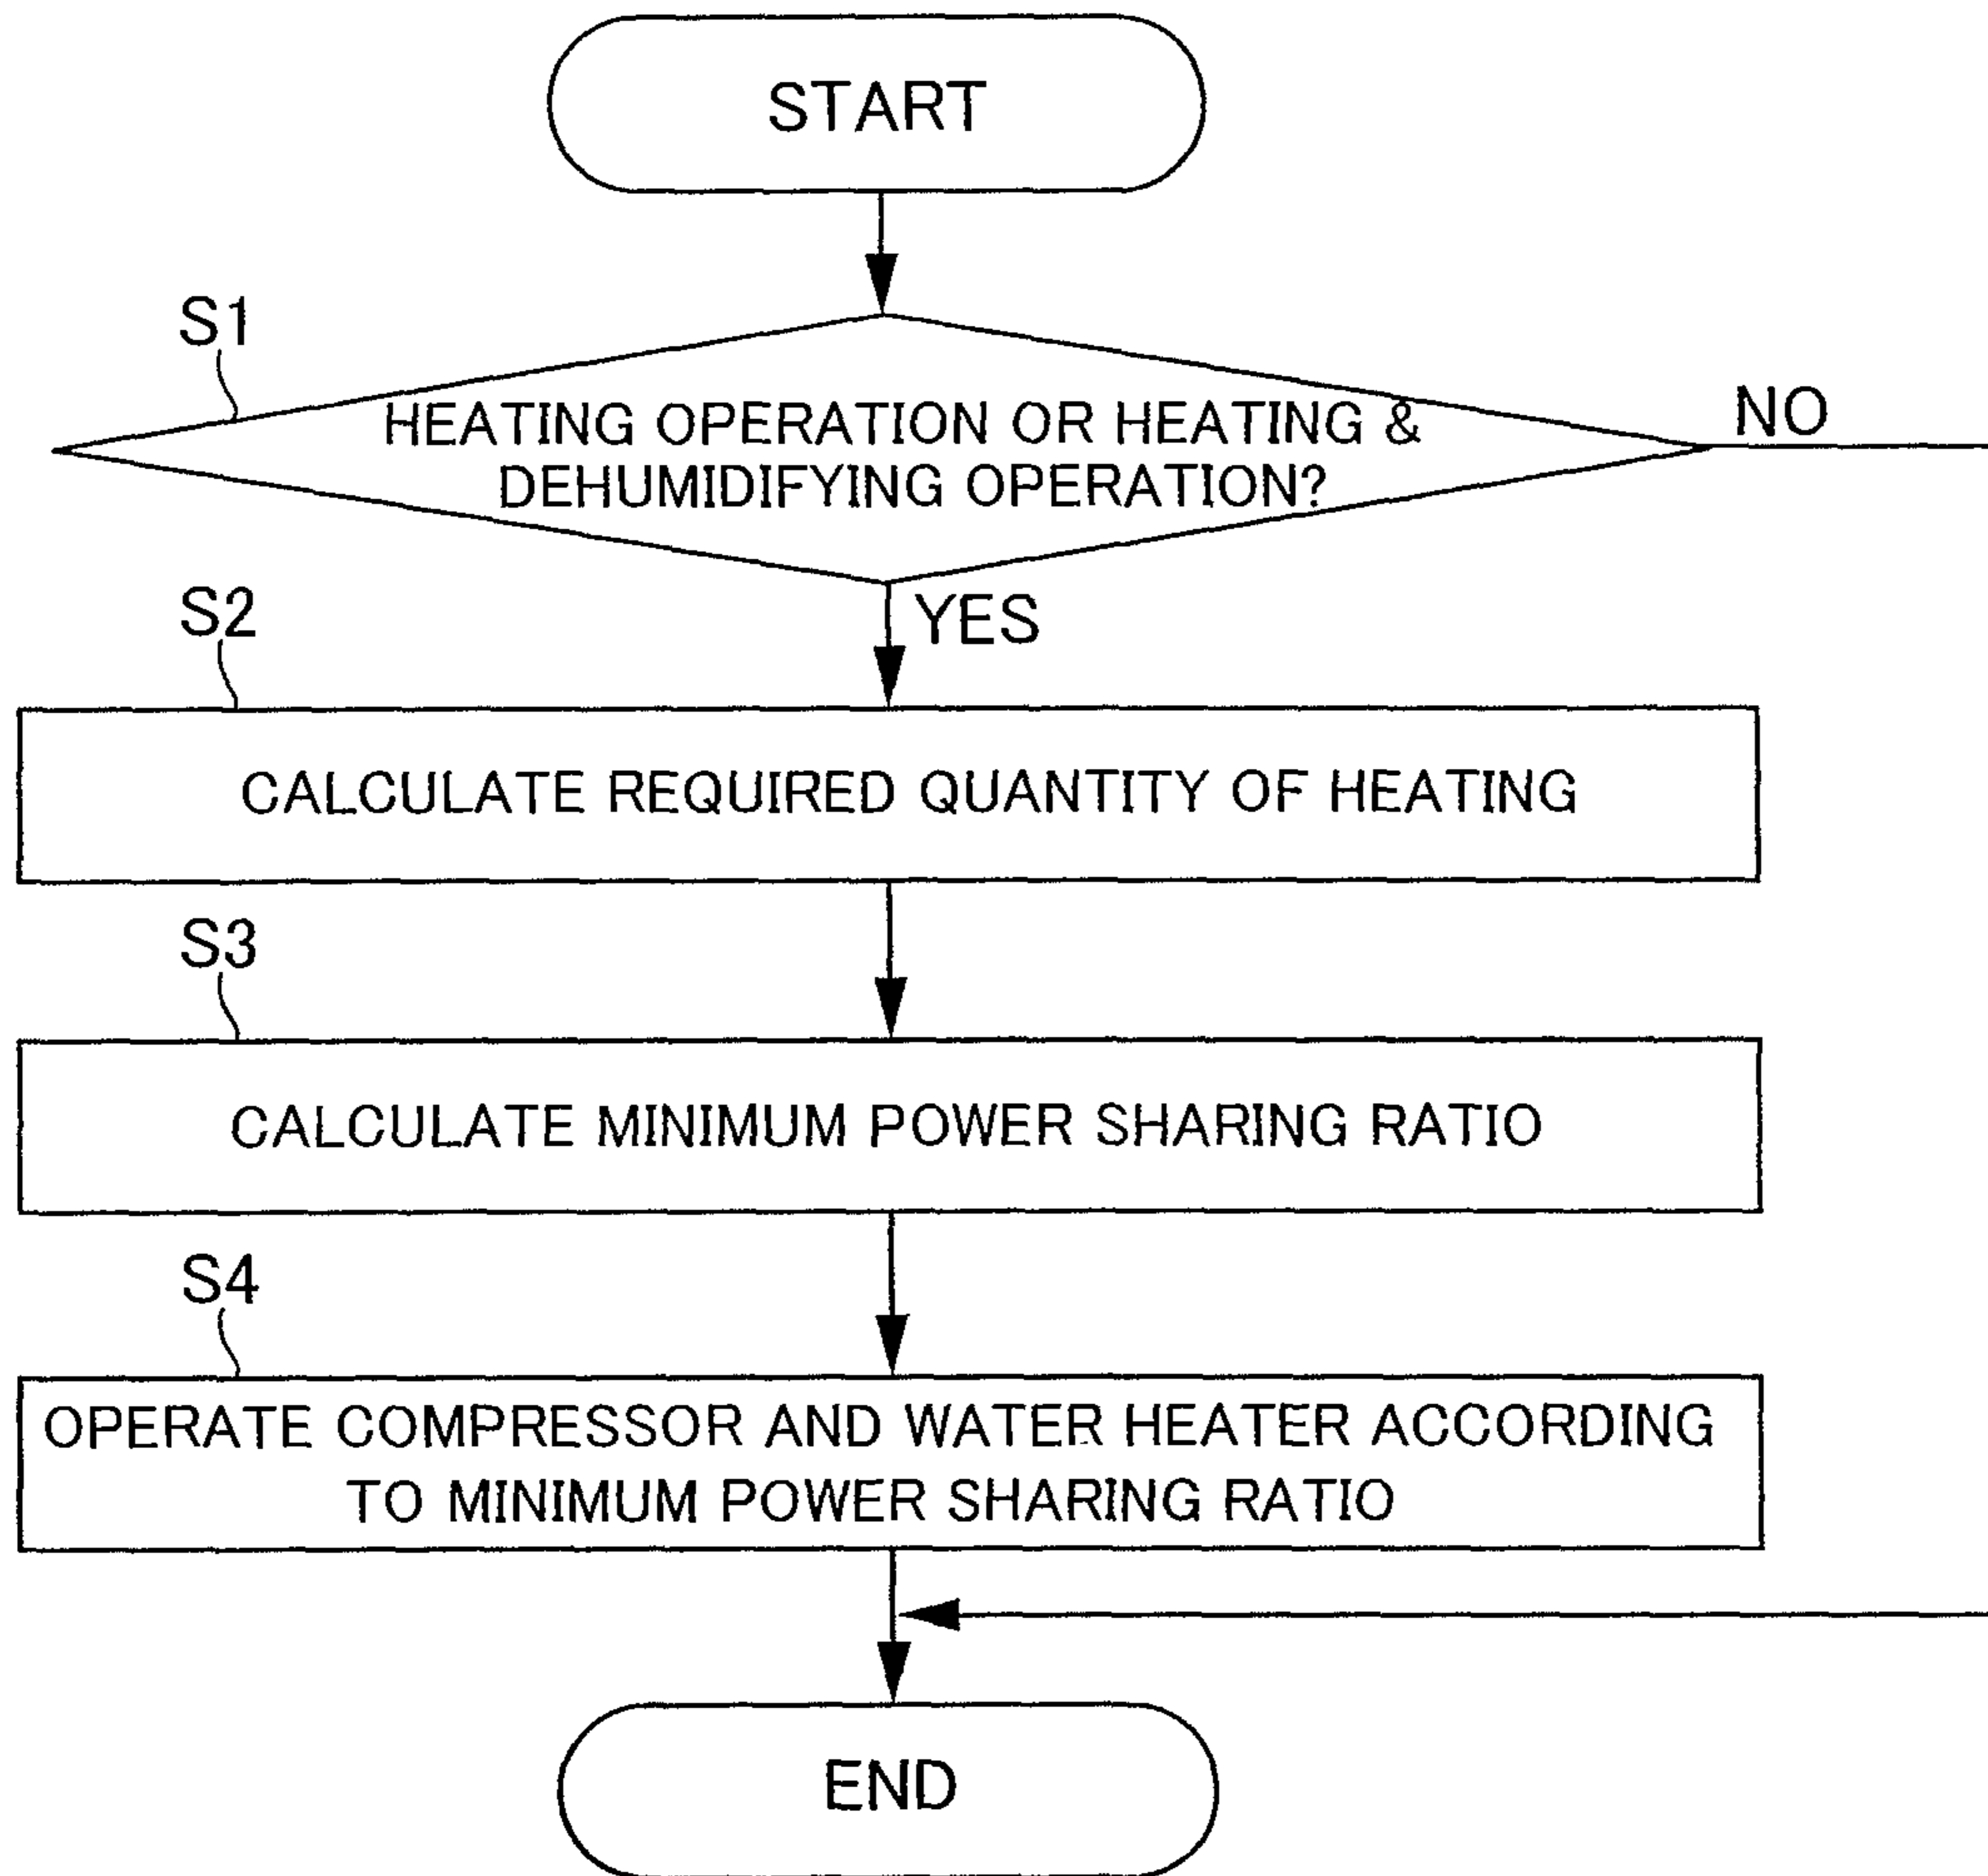 START
S1
HEATING OPERATION OR HEATING &
DEHUMIDIFYING OPERATION?
NO
YES
S2
CALCULATE REQUIRED QUANTITY OF HEATING
S3
CALCULATE MINIMUM POWER SHARING RATIO
S4
OPERATE COMPRESSOR AND WATER HEATER ACCORDING
TO MINIMUM POWER SHARING RATIO
END